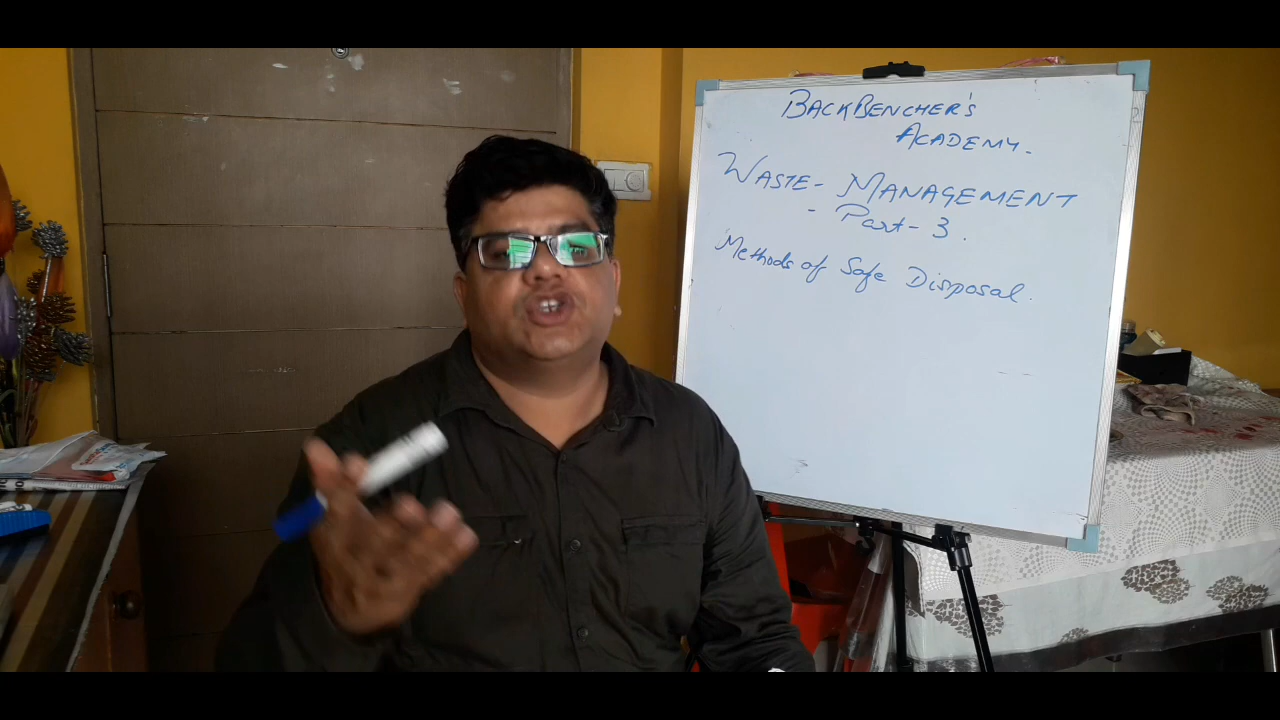 BACKBENCHER'S
ACADEMY.
WASTE- MANAGEMENT
- Part - 3.
Methods of Safe Disposal.